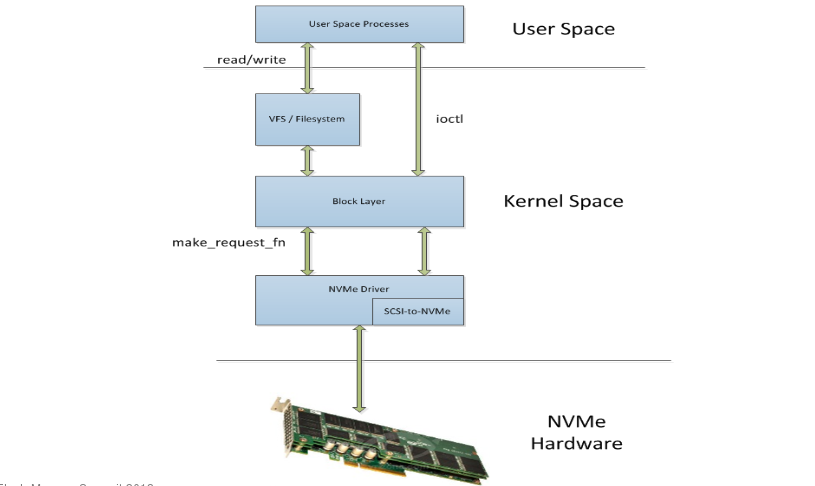 User Space Processes
User Space
read/write
VFS / Filesystem
ioctl
Block Layer
Kernel Space
make_request_fn
NVMe Driver
SCSI-to-NVMe
NVMe
Hardware